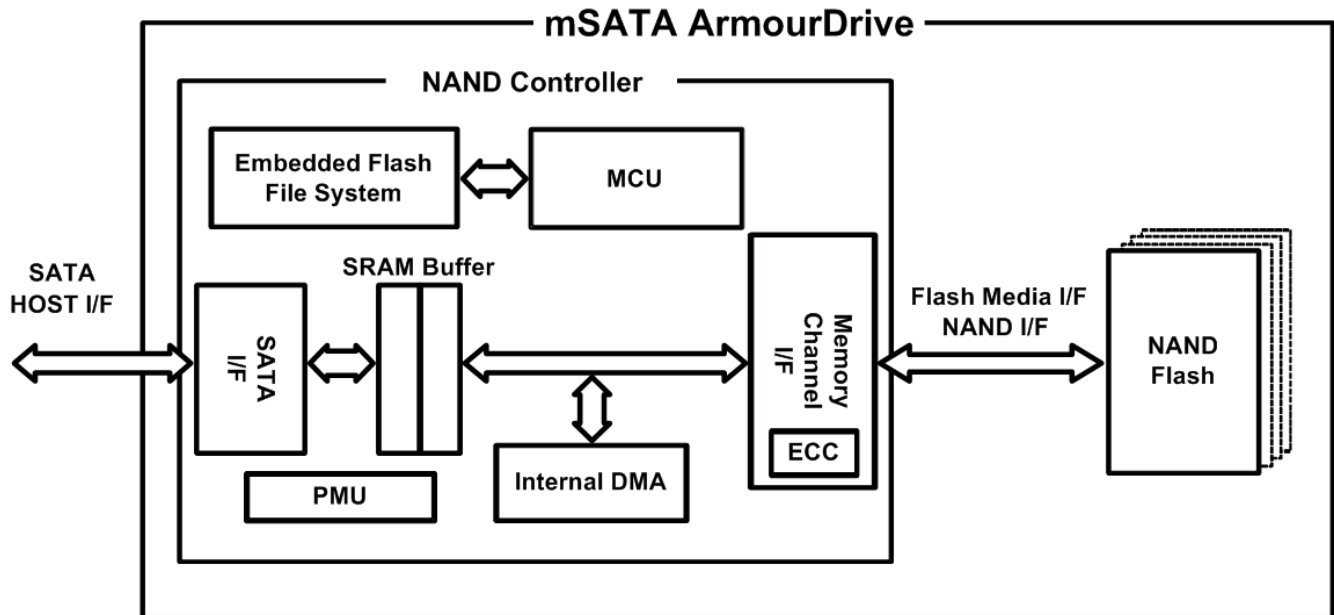 mSATA ArmourDrive
NAND Controller
Embedded Flash
File System
MCU
SATA
HOST I/F
SATA
I/F
SRAM Buffer
Internal DMA
PMU
Memory
Channel
I/F
ECC
Flash Media I/F
NAND I/F
NAND
Flash